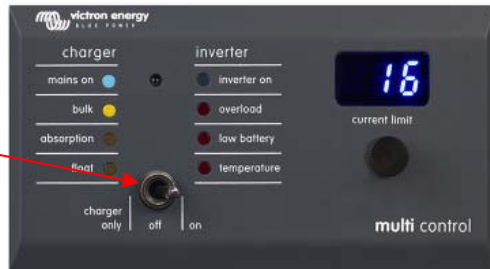 victron energy
BLUE POWER
charger
inverter
mains on
inverter on
bulk
overload
absorption
low battery
float
temperature
16
current limit
charger only
off
on
multi control